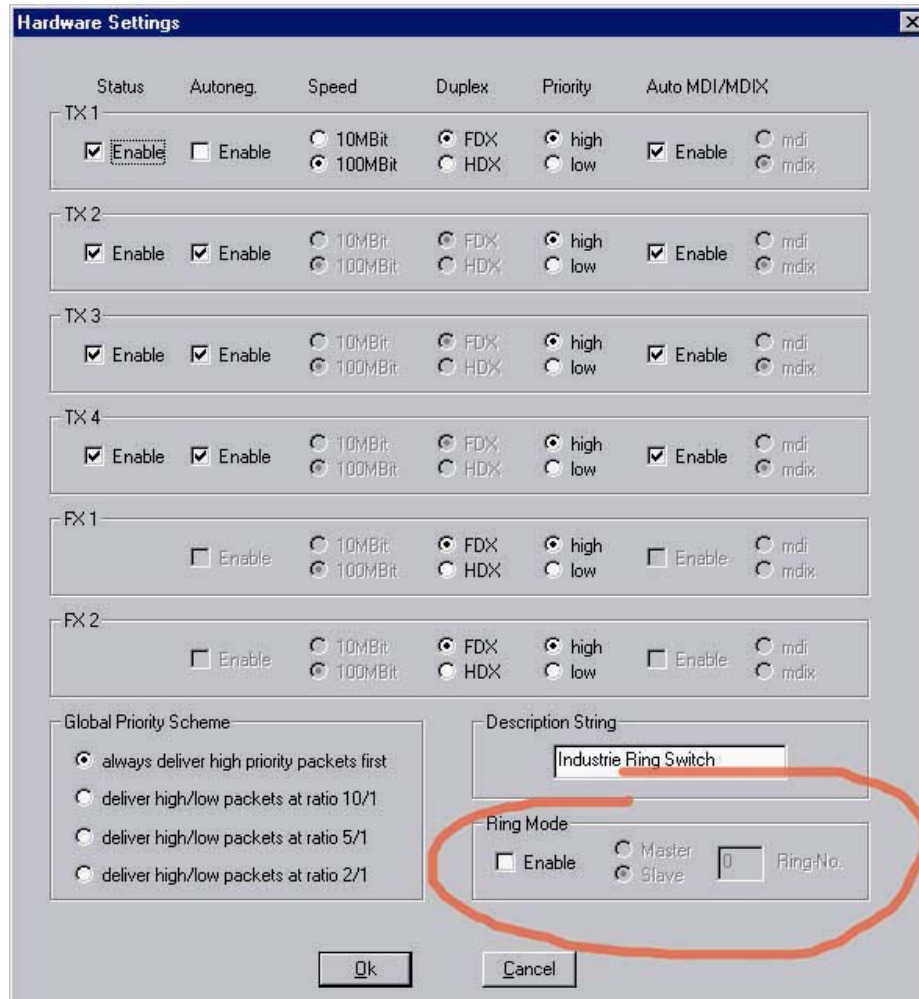 Hardware Settings
Status Autoneg. Speed Duplex Priority Auto MDI/MDIX
TX 1
Enable Enable 10MBit FDX high Enable mdi
100MBit HDX low mdix
TX 2
Enable Enable 10MBit FDX high Enable mdi
100MBit HDX low mdix
TX 3
Enable Enable 10MBit FDX high Enable mdi
100MBit HDX low mdix
TX 4
Enable Enable 10MBit FDX high Enable mdi
100MBit HDX low mdix
FX 1
Enable 10MBit FDX high Enable mdi
100MBit HDX low mdix
FX 2
Enable 10MBit FDX high Enable mdi
100MBit HDX low mdix
Global Priority Scheme
always deliver high priority packets first
deliver high/low packets at ratio 10/1
deliver high/low packets at ratio 5/1
deliver high/low packets at ratio 2/1
Description String
Industrie Ring Switch
Ring Mode
Enable Master 0 Ring-No.
Slave
Ok Cancel